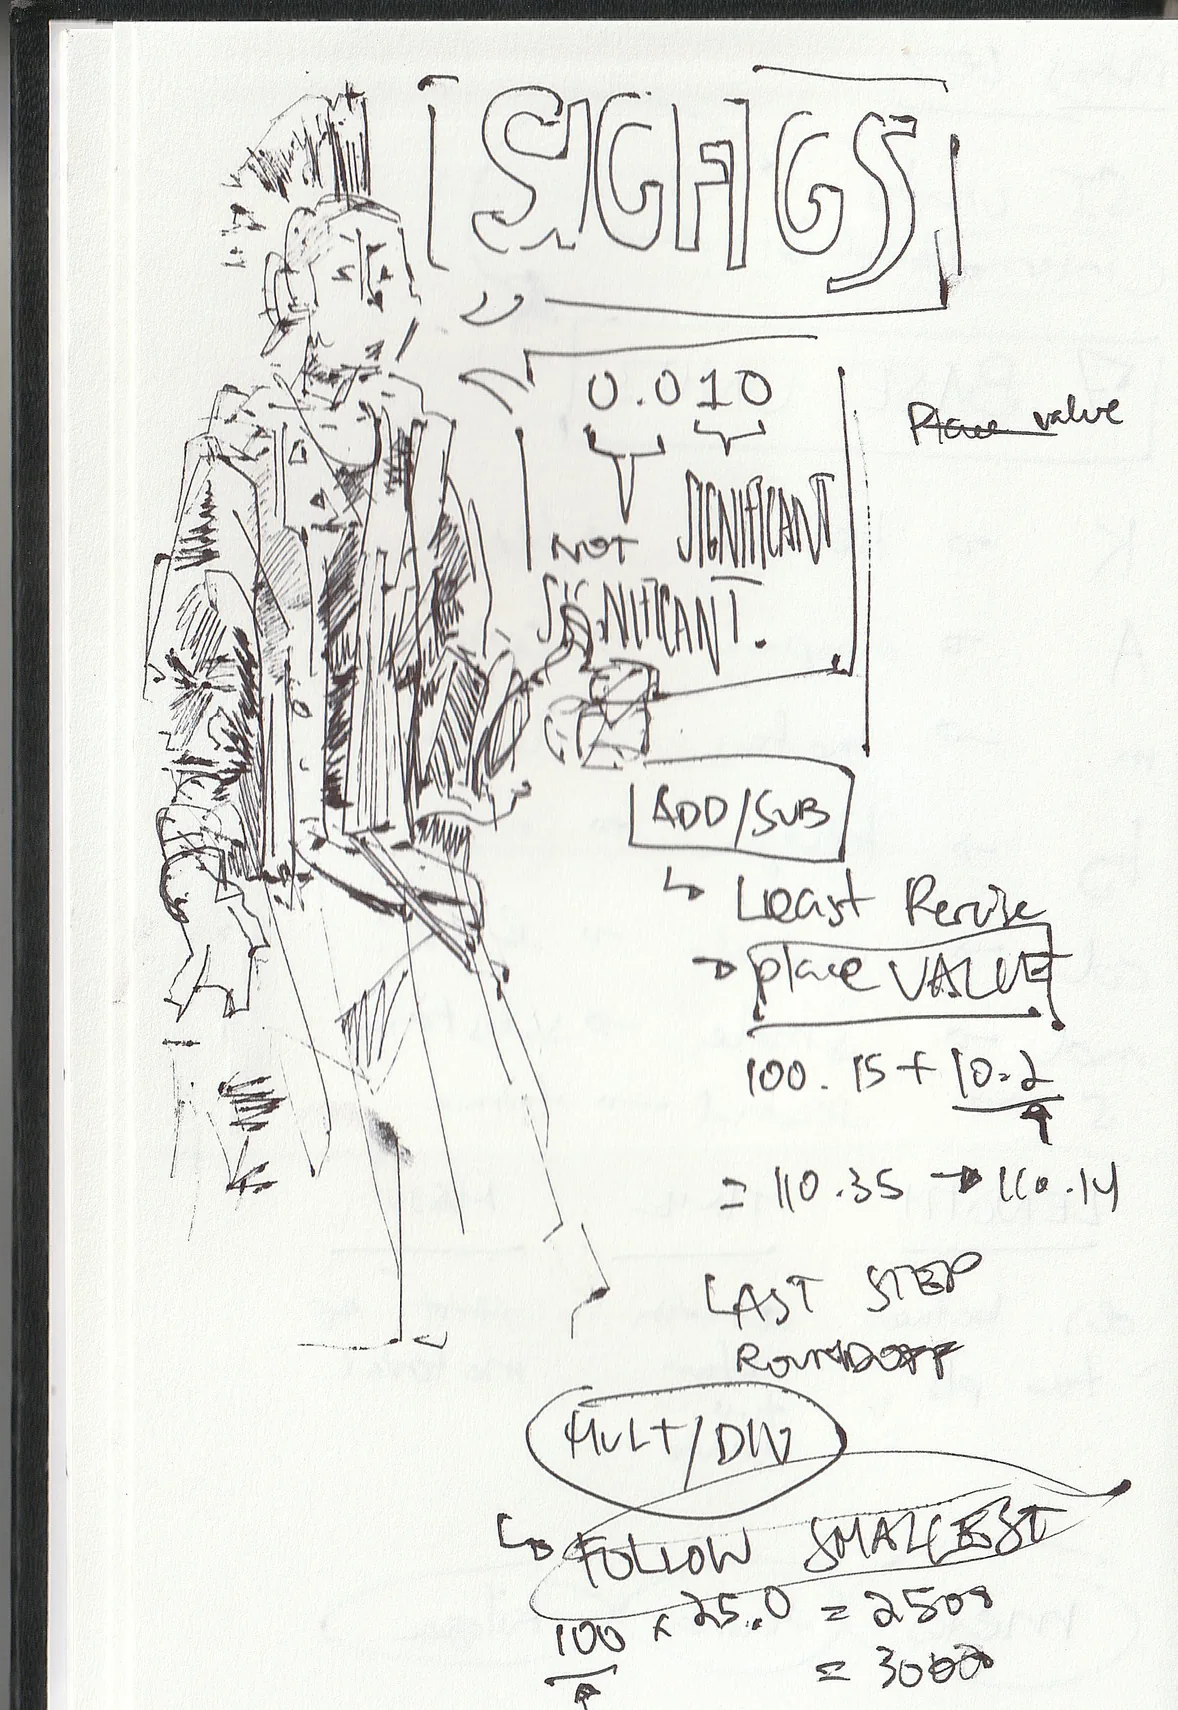 SIGFIGS
0.010
Place value
NOT SIGNIFICANT
SIGNIFICANT.
ADD/SUB
↳ Least Percise
→ place VALUE
100.15 + 10.2
= 110.35 → 110.14
LAST STEP
ROUNDOFF
MULT/DIV
↳ FOLLOW SMALLEST
100 × 25.0 = 2500
= 3000